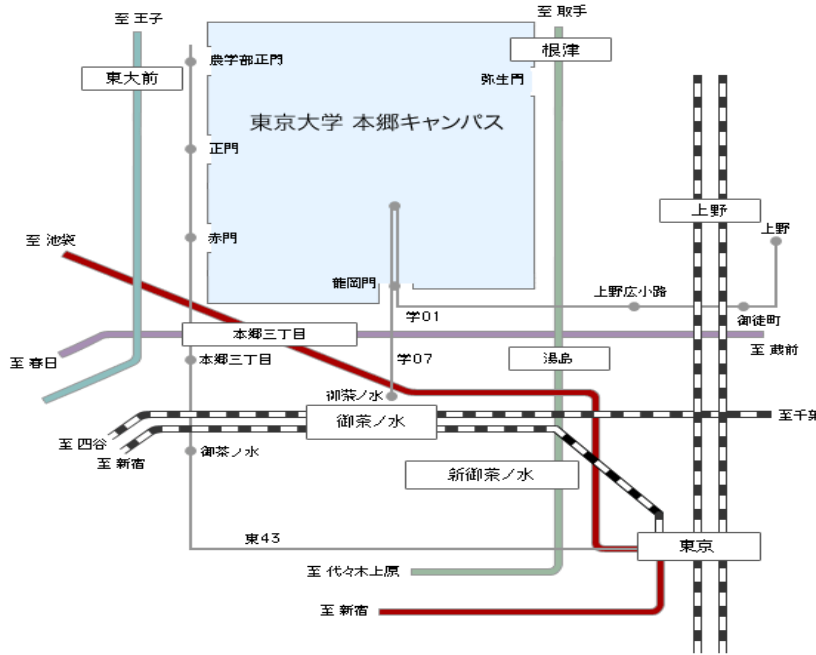 至 王子
至 取手
東大前
農学部正門
根津
弥生門
東京大学 本郷キャンパス
正門
上野
上野
赤門
至 池袋
龍岡門
上野広小路
御徒町
学01
本郷三丁目
至 蔵前
至 春日
本郷三丁目
学07
湯島
御茶ノ水
御茶ノ水
至千葉
至 四谷
至 新宿
御茶ノ水
新御茶ノ水
東43
東京
至 代々木上原
至 新宿